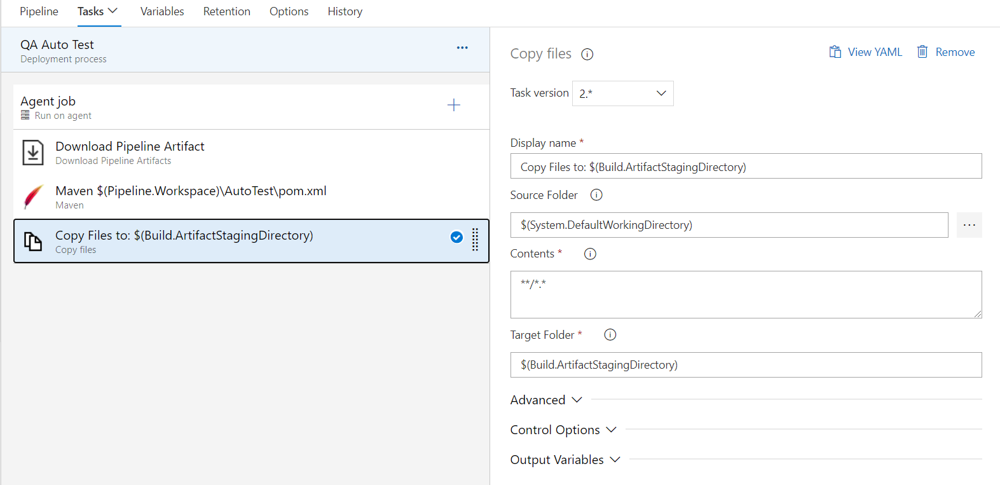 Pipeline Tasks Variables Retention Options History
QA Auto Test
Deployment process
Agent job
Run on agent
Download Pipeline Artifact
Download Pipeline Artifacts
Maven $(Pipeline.Workspace)\AutoTest\pom.xml
Maven
Copy Files to: $(Build.ArtifactStagingDirectory)
Copy files
Copy files
View YAML Remove
Task version 2.*
Display name *
Copy Files to: $(Build.ArtifactStagingDirectory)
Source Folder
$(System.DefaultWorkingDirectory)
Contents *
**/*.*
Target Folder *
$(Build.ArtifactStagingDirectory)
Advanced
Control Options
Output Variables